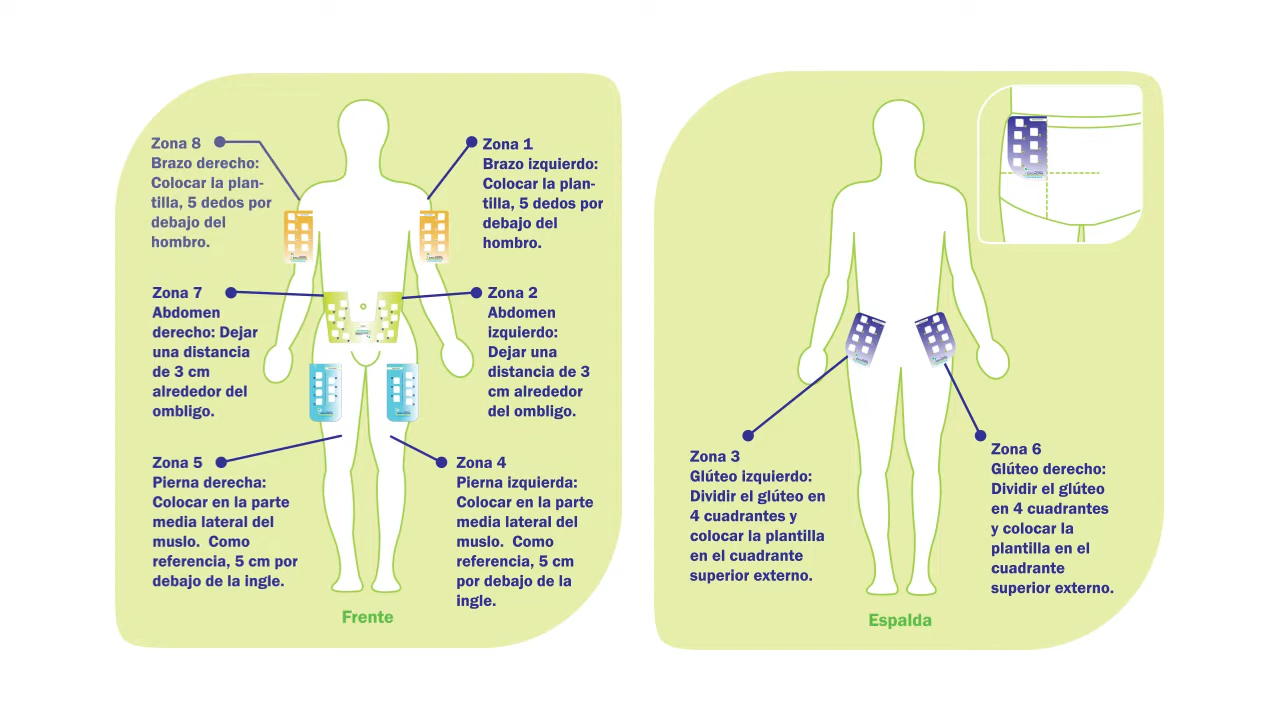 Zona 8
Brazo derecho:
Colocar la plan-
tilla, 5 dedos por
debajo del
hombro.
Zona 1
Brazo izquierdo:
Colocar la plan-
tilla, 5 dedos por
debajo del
hombro.
Zona 7
Abdomen
derecho: Dejar
una distancia
de 3 cm
alrededor del
ombligo.
Zona 2
Abdomen
izquierdo:
Dejar una
distancia de 3
cm alrededor
del ombligo.
Zona 5
Pierna derecha:
Colocar en la parte
media lateral del
muslo. Como
referencia, 5 cm por
debajo de la ingle.
Zona 4
Pierna izquierda:
Colocar en la parte
media lateral del
muslo. Como
referencia, 5 cm
por debajo de la
ingle.
Frente
Zona 3
Glúteo izquierdo:
Dividir el glúteo en
4 cuadrantes y
colocar la plantilla
en el cuadrante
superior externo.
Zona 6
Glúteo derecho:
Dividir el glúteo
en 4 cuadrantes
y colocar la
plantilla en el
cuadrante
superior externo.
Espalda